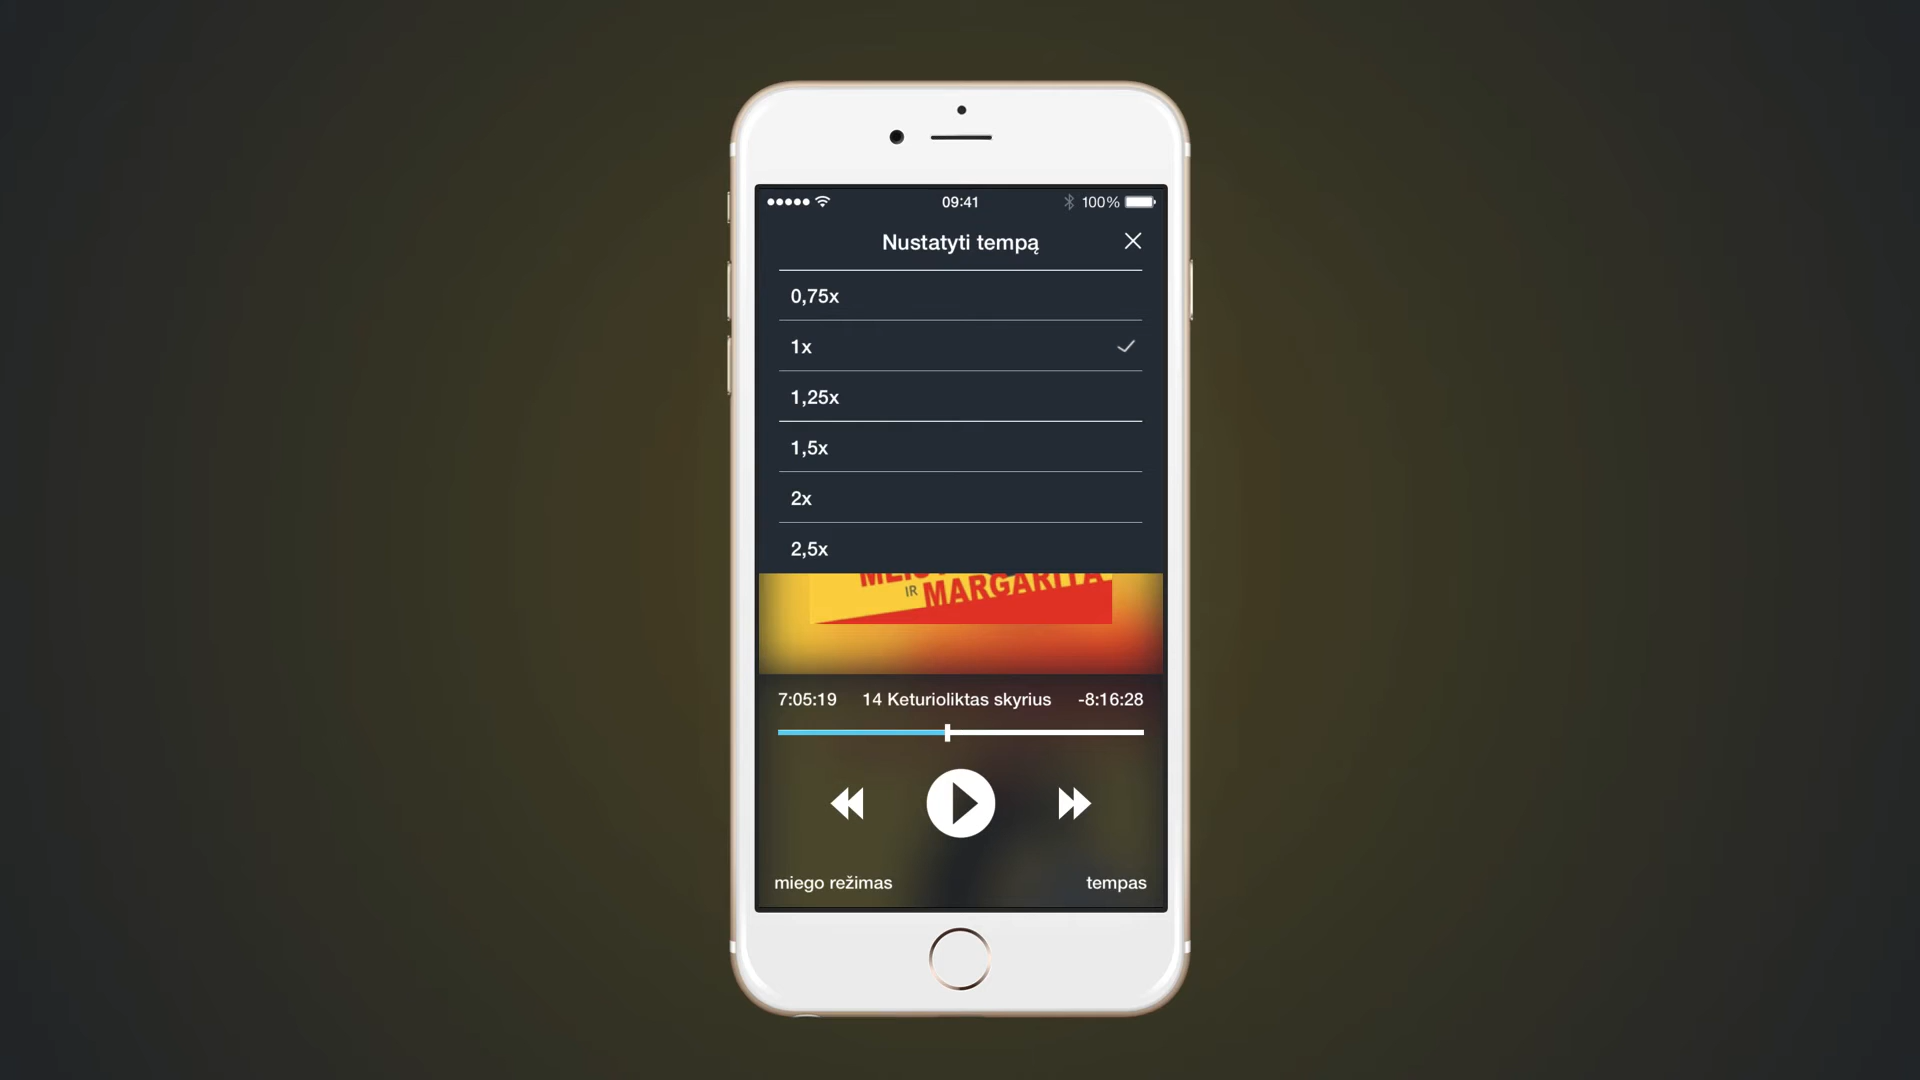 09:41
100%
Nustatyti tempą
0,75x
1x
1,25x
1,5x
2x
2,5x
IR MARGARITA
7:05:19 14 Keturioliktas skyrius -8:16:28
miego režimas tempas